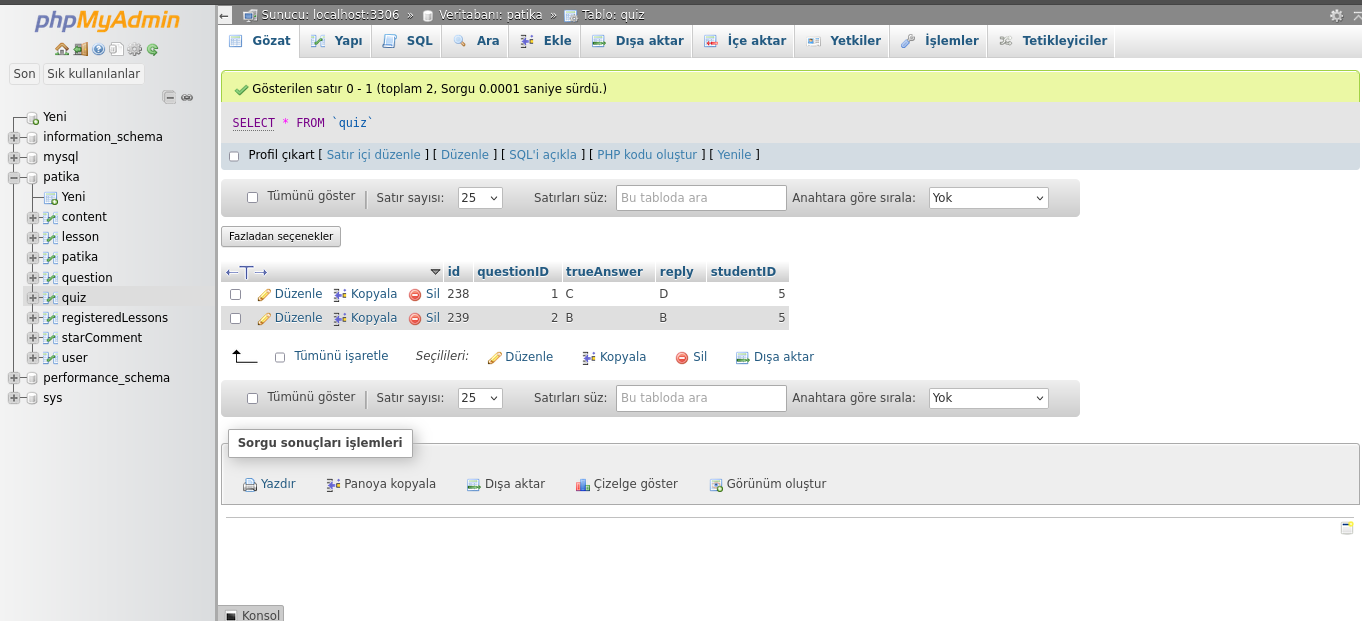 phpMyAdmin
Son Sık kullanılanlar
Yeni
information_schema
mysql
patika
Yeni
content
lesson
patika
question
quiz
registeredLessons
starComment
user
performance_schema
sys
Sunucu: localhost:3306 » Veritabanı: patika » Tablo: quiz
Gözat Yapı SQL Ara Ekle Dışa aktar İçe aktar Yetkiler İşlemler Tetikleyiciler
Gösterilen satır 0 - 1 (toplam 2, Sorgu 0.0001 saniye sürdü.)
SELECT * FROM `quiz`
Profil çıkart [ Satır içi düzenle ] [ Düzenle ] [ SQL'i açıkla ] [ PHP kodu oluştur ] [ Yenile ]
Tümünü göster Satır sayısı: 25 Satırları süz: Bu tabloda ara Anahtara göre sırala: Yok
Fazladan seçenekler
←T→ id questionID trueAnswer reply studentID
Düzenle Kopyala Sil 238 1 C D 5
Düzenle Kopyala Sil 239 2 B B 5
Tümünü işaretle Seçilileri: Düzenle Kopyala Sil Dışa aktar
Tümünü göster Satır sayısı: 25 Satırları süz: Bu tabloda ara Anahtara göre sırala: Yok
Sorgu sonuçları işlemleri
Yazdır Panoya kopyala Dışa aktar Çizelge göster Görünüm oluştur
Konsol